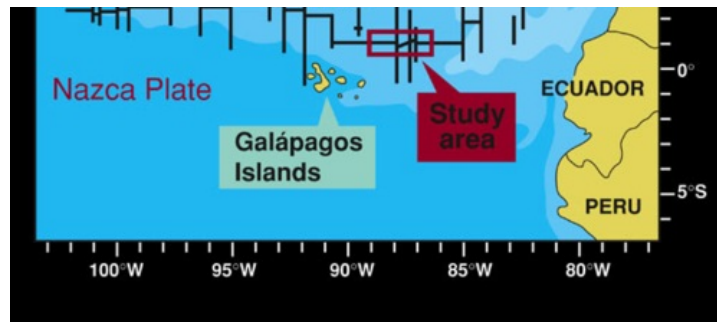 0°
Nazca Plate
ECUADOR
Study
area
Galápagos
Islands
5°S
PERU
100°W
95°W
90°W
85°W
80°W